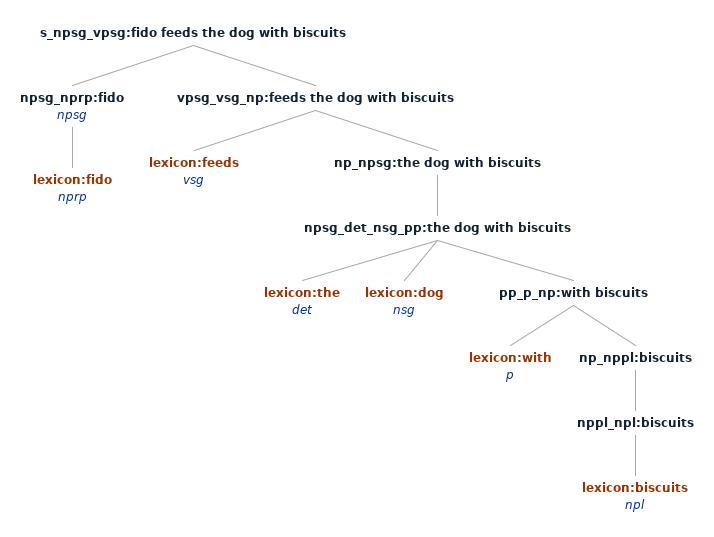 s_npsg_vpsg:fido feeds the dog with biscuits
npsg_nprp:fido
npsg
vpsg_vsg_np:feeds the dog with biscuits
lexicon:fido
nprp
lexicon:feeds
vsg
np_npsg:the dog with biscuits
npsg_det_nsg_pp:the dog with biscuits
lexicon:the
det
lexicon:dog
nsg
pp_p_np:with biscuits
lexicon:with
p
np_nppl:biscuits
nppl_npl:biscuits
lexicon:biscuits
npl